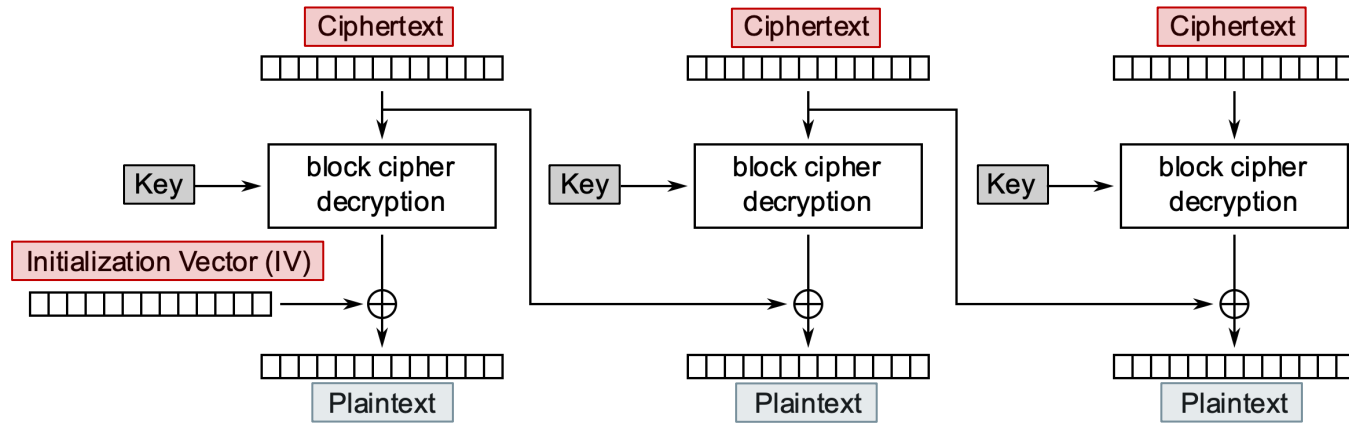 Ciphertext
Ciphertext
Ciphertext
Key
block cipher
decryption
Key
block cipher
decryption
Key
block cipher
decryption
Initialization Vector (IV)
Plaintext
Plaintext
Plaintext